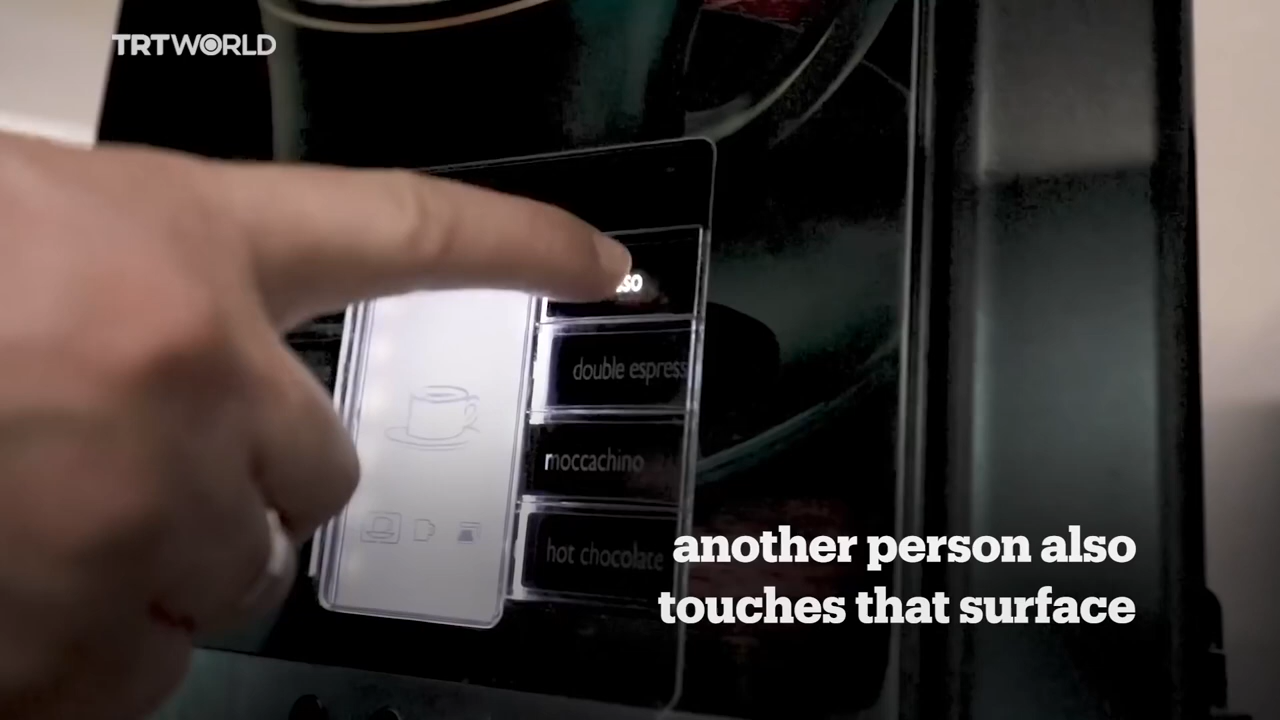 TRTWORLD
double espress
moccachino
hot chocolate
another person also
touches that surface